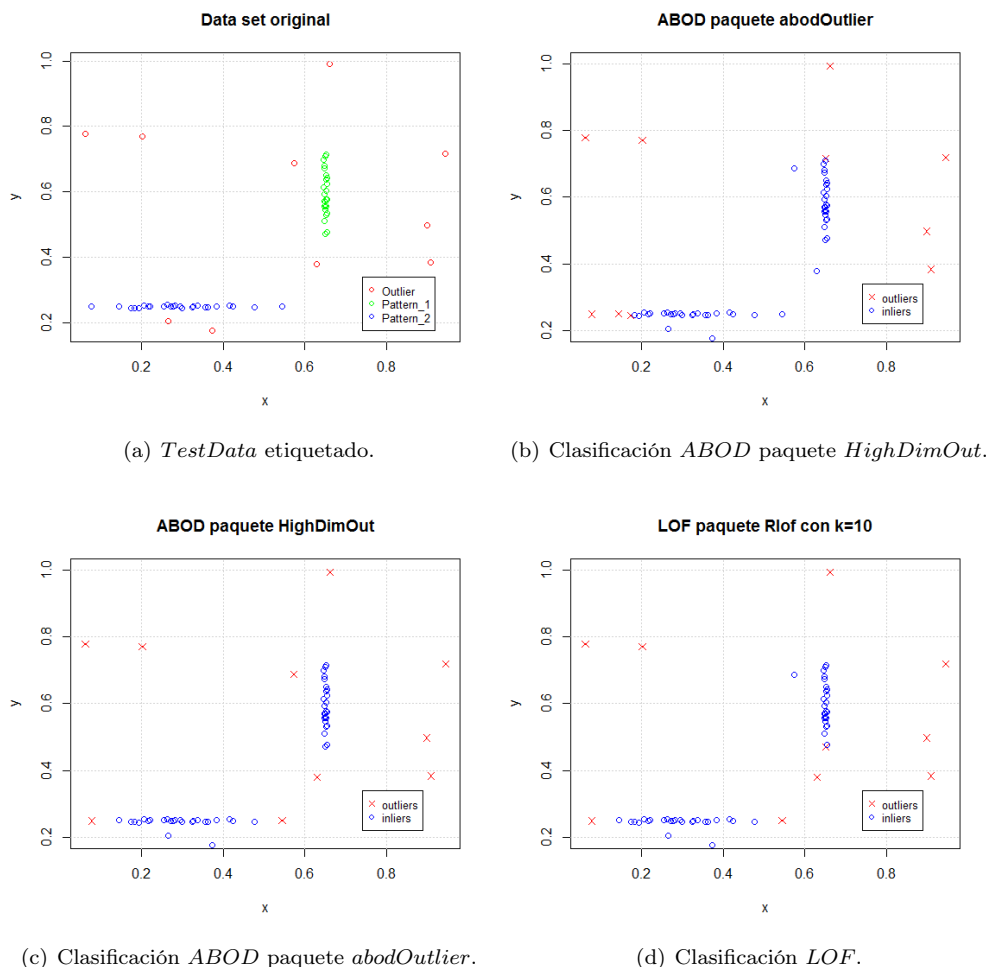 Data set original
1.0
0.8
0.6
0.4
0.2
y
0.2
0.4
0.6
0.8
x
Outlier
Pattern_1
Pattern_2
(a) TestData etiquetado.
ABOD paquete abodOutlier
1.0
0.8
0.6
0.4
0.2
y
0.2
0.4
0.6
0.8
x
outliers
inliers
(b) Clasificación ABOD paquete HighDimOut.
ABOD paquete HighDimOut
1.0
0.8
0.6
0.4
0.2
y
0.2
0.4
0.6
0.8
x
outliers
inliers
(c) Clasificación ABOD paquete abodOutlier.
LOF paquete Rlof con k=10
1.0
0.8
0.6
0.4
0.2
y
0.2
0.4
0.6
0.8
x
outliers
inliers
(d) Clasificación LOF.